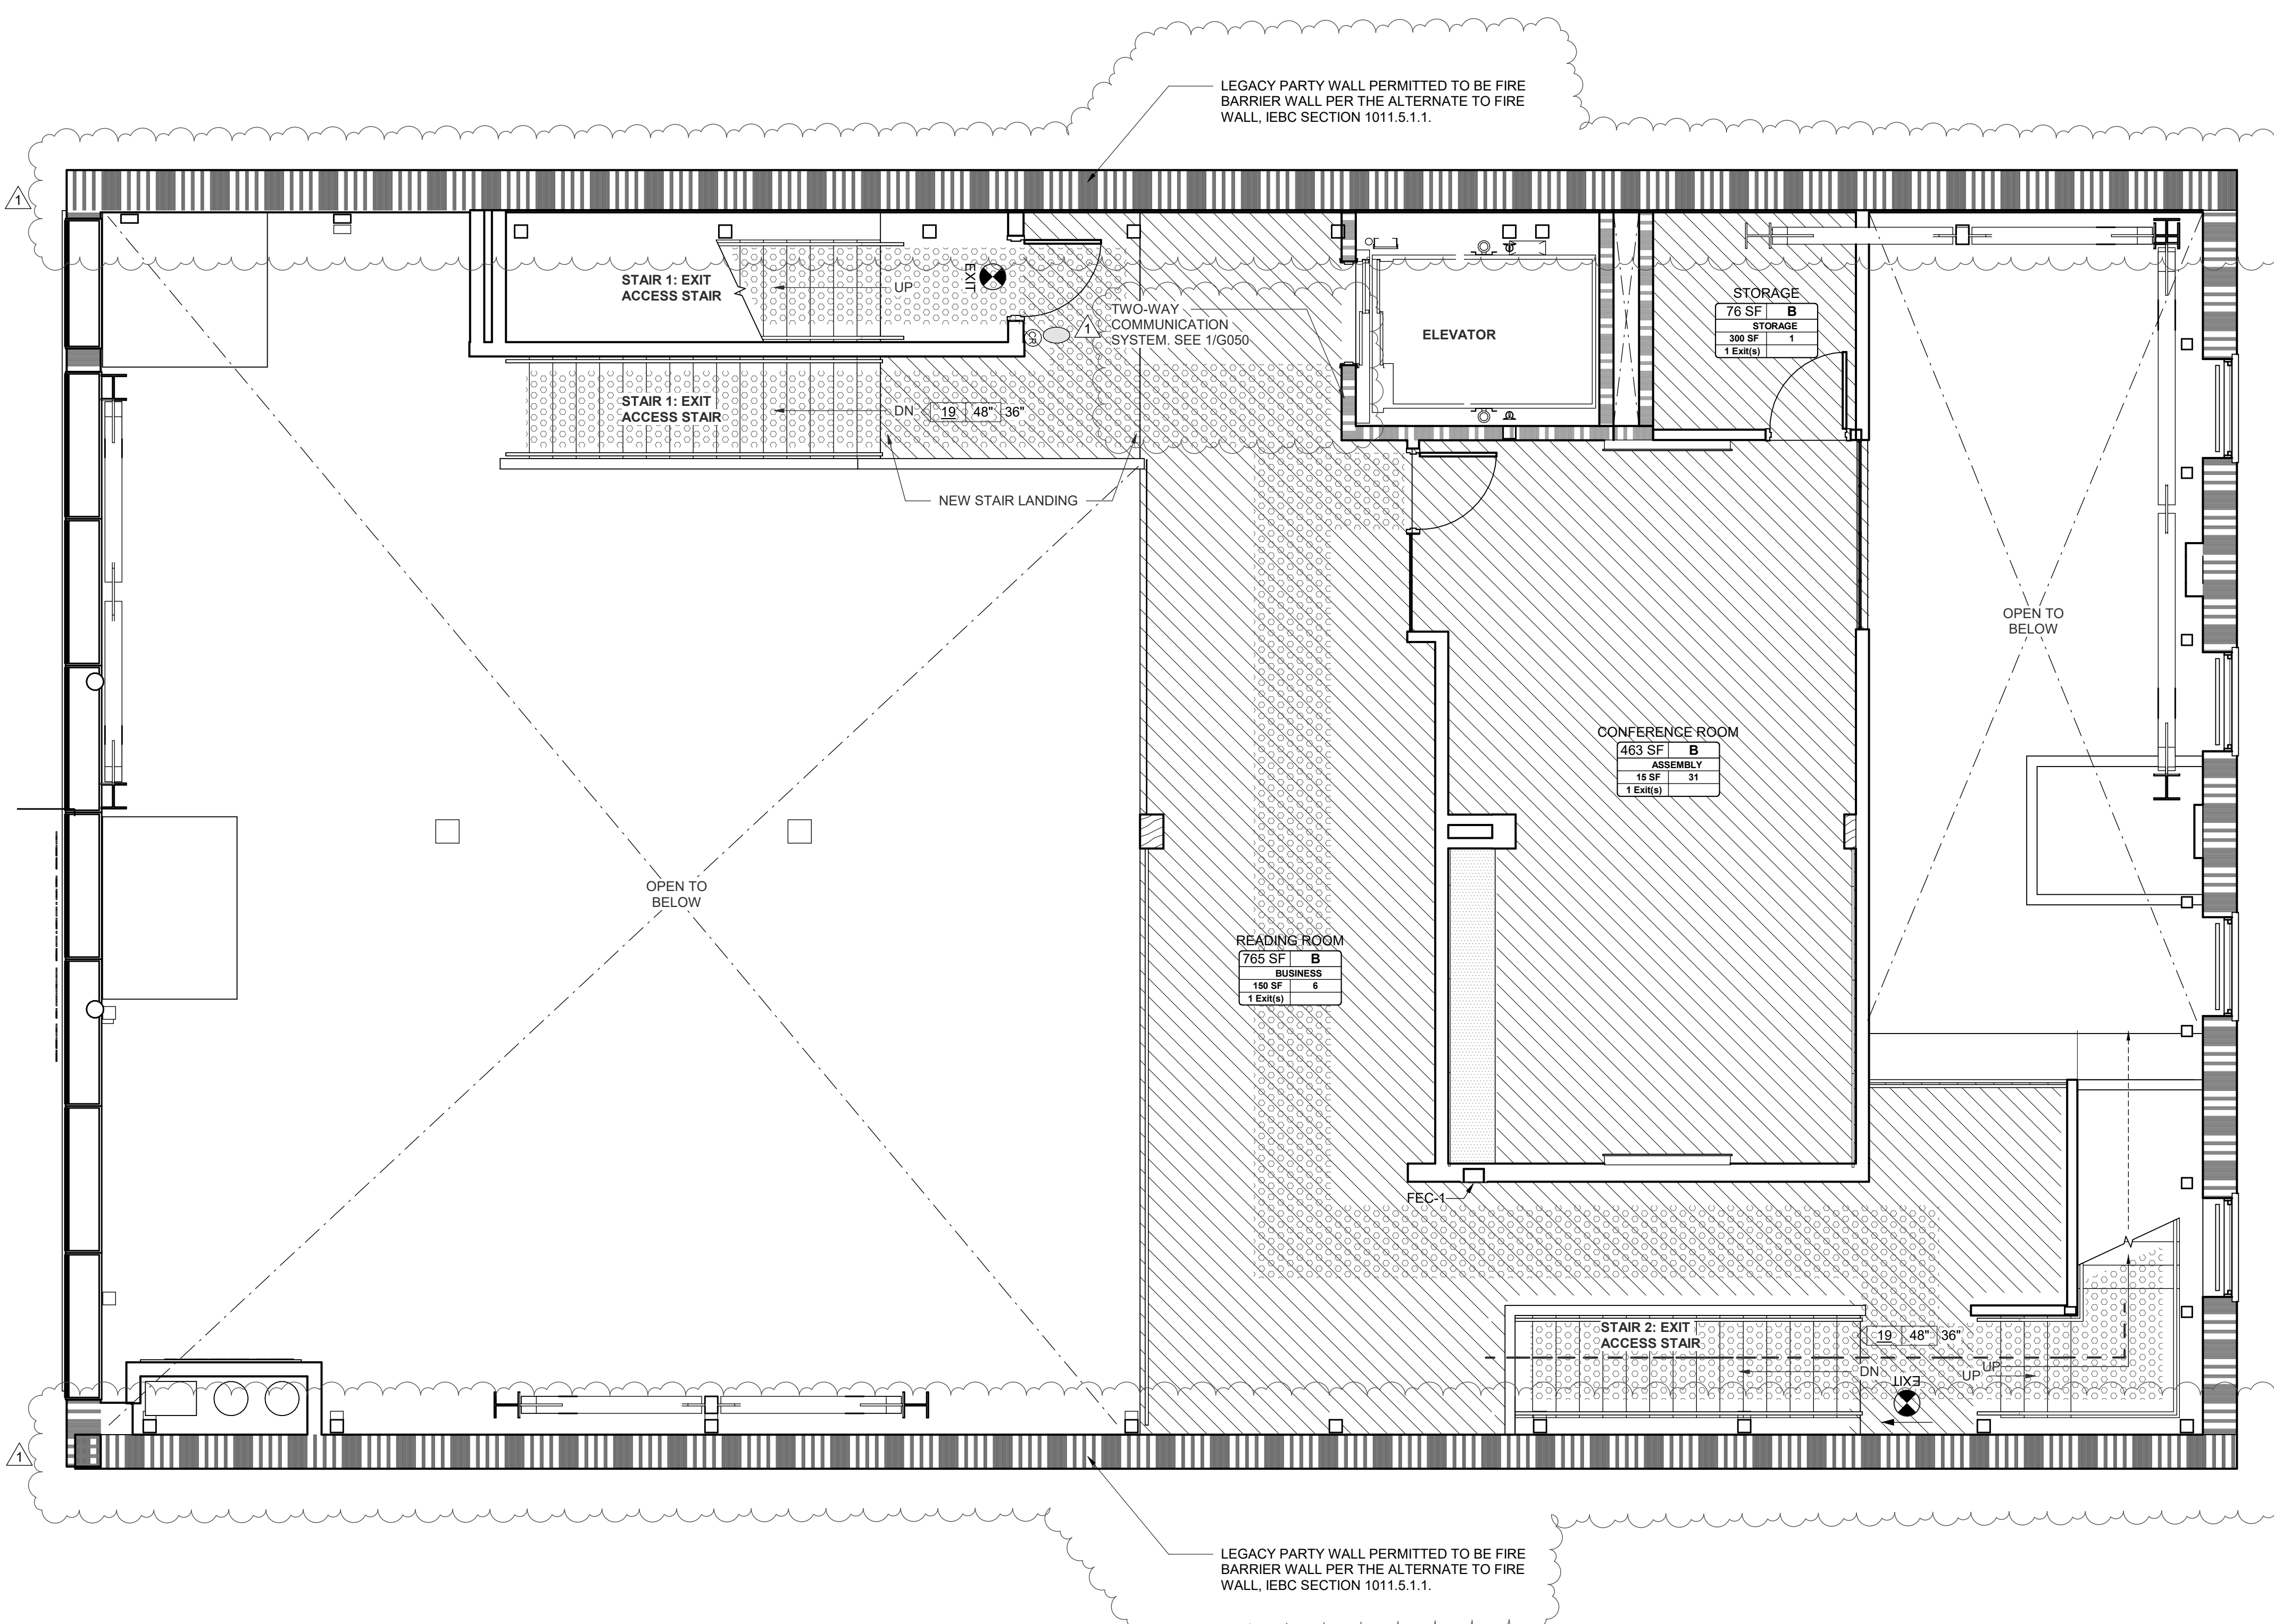 LEGACY PARTY WALL PERMITTED TO BE FIRE
BARRIER WALL PER THE ALTERNATE TO FIRE
WALL, IEBC SECTION 1011.5.1.1.
1
STAIR 1: EXIT
ACCESS STAIR
UP
EXIT
CR
1
TWO-WAY
COMMUNICATION
SYSTEM. SEE 1/G050
ELEVATOR
STORAGE
76 SF B
STORAGE
300 SF 1
1 Exit(s)
STAIR 1: EXIT
ACCESS STAIR
DN
19 48" 36"
NEW STAIR LANDING
OPEN TO
BELOW
CONFERENCE ROOM
463 SF B
ASSEMBLY
15 SF 31
1 Exit(s)
OPEN TO
BELOW
READING ROOM
765 SF B
BUSINESS
150 SF 6
1 Exit(s)
FEC-1
STAIR 2: EXIT
ACCESS STAIR
19 48" 36"
DN
UP
UP
EXIT
1
LEGACY PARTY WALL PERMITTED TO BE FIRE
BARRIER WALL PER THE ALTERNATE TO FIRE
WALL, IEBC SECTION 1011.5.1.1.